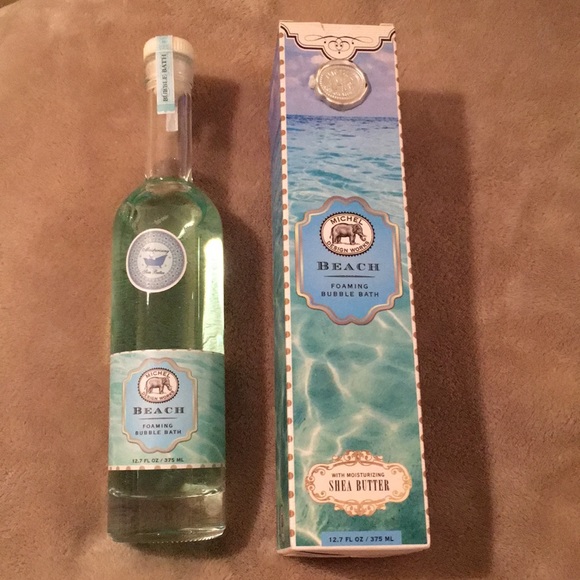 BUBBLE BATH
MICHEL
DESIGN WORKS
BEACH
FOAMING
BUBBLE BATH
12.7 FL OZ / 375 ML
MICHEL
DESIGN WORKS
BEACH
FOAMING
BUBBLE BATH
WITH MOISTURIZING
SHEA BUTTER
12.7 FL OZ / 375 ML